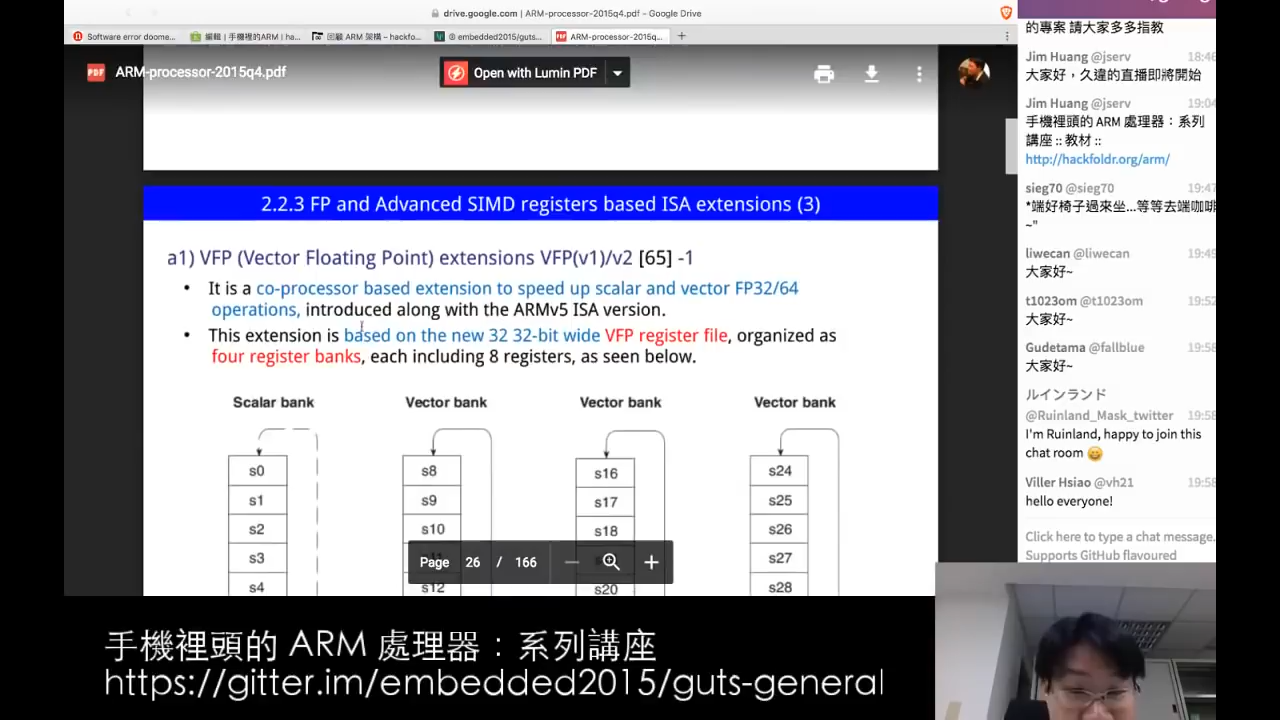 drive.google.com | ARM-processor-2015q4.pdf – Google Drive
Software error doome...
編輯 | 手機裡的ARM | ha...
回顧 ARM 架構 – hackfo...
@ embedded2015/guts...
ARM-processor-2015q...
PDF
ARM-processor-2015q4.pdf
Open with Lumin PDF
2.2.3 FP and Advanced SIMD registers based ISA extensions (3)
a1) VFP (Vector Floating Point) extensions VFP(v1)/v2 [65] -1
• It is a co-processor based extension to speed up scalar and vector FP32/64
operations, introduced along with the ARMv5 ISA version.
• This extension is based on the new 32 32-bit wide VFP register file, organized as
four register banks, each including 8 registers, as seen below.
Scalar bank
Vector bank
Vector bank
Vector bank
s0
s8
s16
s24
s1
s9
s17
s25
s2
s10
s18
s26
s3
s27
s4
s12
s20
s28
Page 26 / 166
的專案 請大家多多指教
Jim Huang @jserv 18:46
大家好，久違的直播即將開始
Jim Huang @jserv 19:04
手機裡頭的 ARM 處理器：系列
講座 :: 教材 ::
http://hackfoldr.org/arm/
sieg70 @sieg70 19:47
*端好椅子過來坐...等等去端咖啡
~"
liwecan @liwecan 19:49
大家好~
t1023om @t1023om 19:52
大家好~
Gudetama @fallblue 19:58
大家好~
ルインランド
@Ruinland_Mask_twitter 19:58
I'm Ruinland, happy to join this
chat room
Viller Hsiao @vh21 19:58
hello everyone!
Click here to type a chat message.
Supports GitHub flavoured
手機裡頭的 ARM 處理器：系列講座
https://gitter.im/embedded2015/guts-general